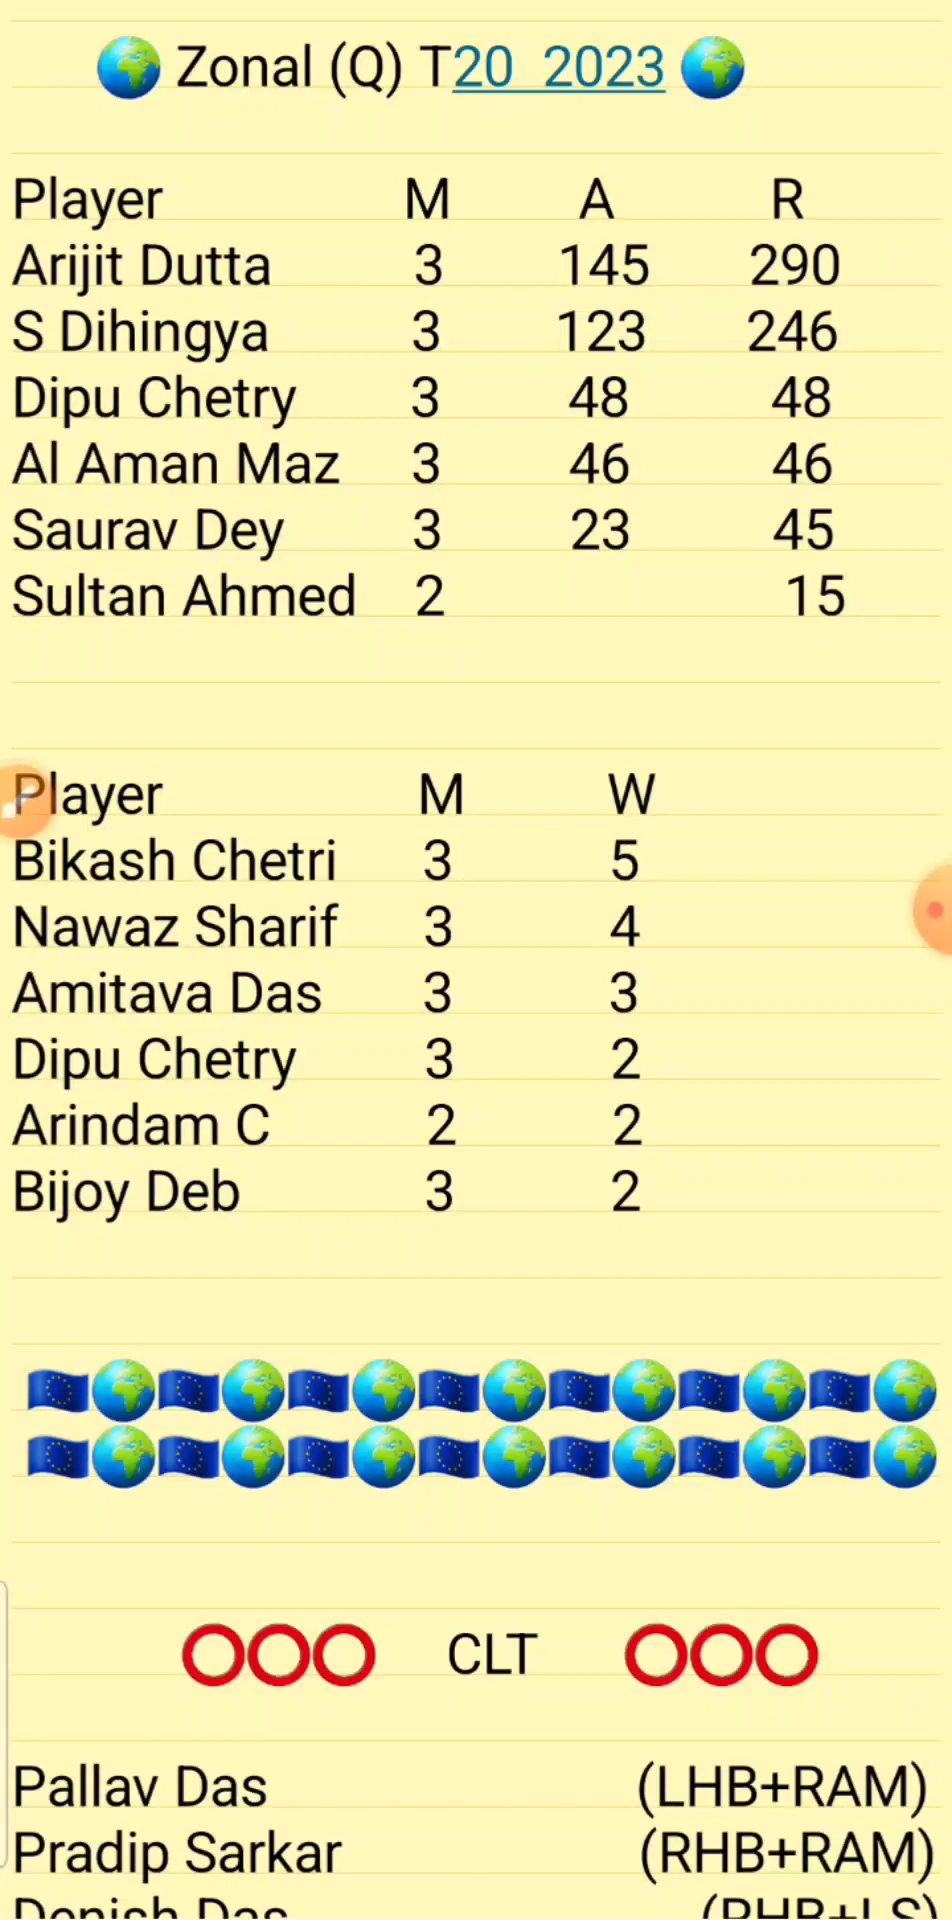 🌍 Zonal (Q) T20 2023 🌍
Player M A R
Arijit Dutta 3 145 290
S Dihingya 3 123 246
Dipu Chetry 3 48 48
Al Aman Maz 3 46 46
Saurav Dey 3 23 45
Sultan Ahmed 2 15
Player M W
Bikash Chetri 3 5
Nawaz Sharif 3 4
Amitava Das 3 3
Dipu Chetry 3 2
Arindam C 2 2
Bijoy Deb 3 2
🇪🇺🌍🇪🇺🌍🇪🇺🌍🇪🇺🌍🇪🇺🌍🇪🇺🌍🇪🇺🌍
🇪🇺🌍🇪🇺🌍🇪🇺🌍🇪🇺🌍🇪🇺🌍🇪🇺🌍🇪🇺🌍
⭕⭕⭕ CLT ⭕⭕⭕
Pallav Das (LHB+RAM)
Pradip Sarkar (RHB+RAM)
Das (RHB+LS)